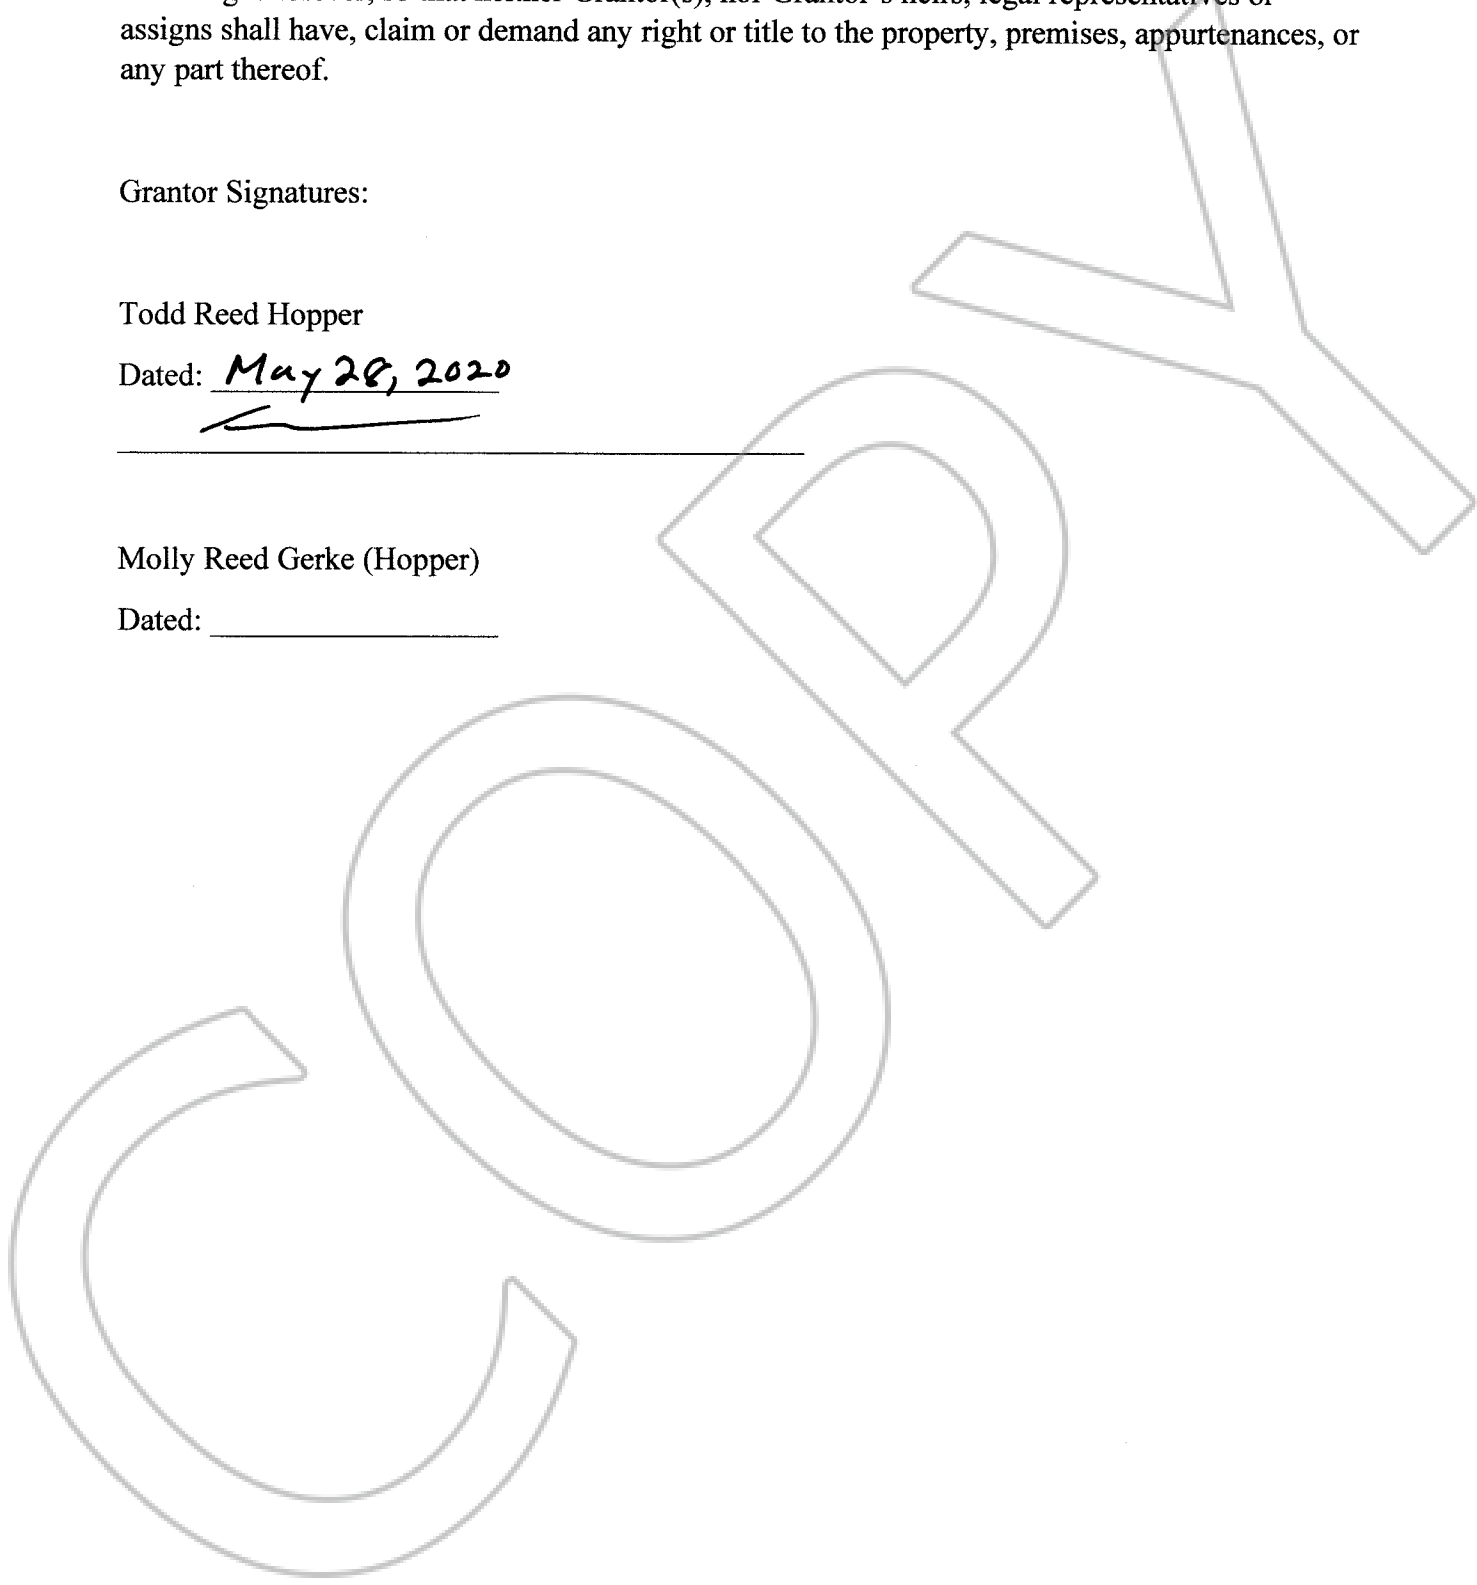 assigns shall have, claim or demand any right or title to the property, premises, appurtenances, or
any part thereof.
Grantor Signatures:
Todd Reed Hopper
Dated: May 28, 2020
Molly Reed Gerke (Hopper)
Dated:
COPY